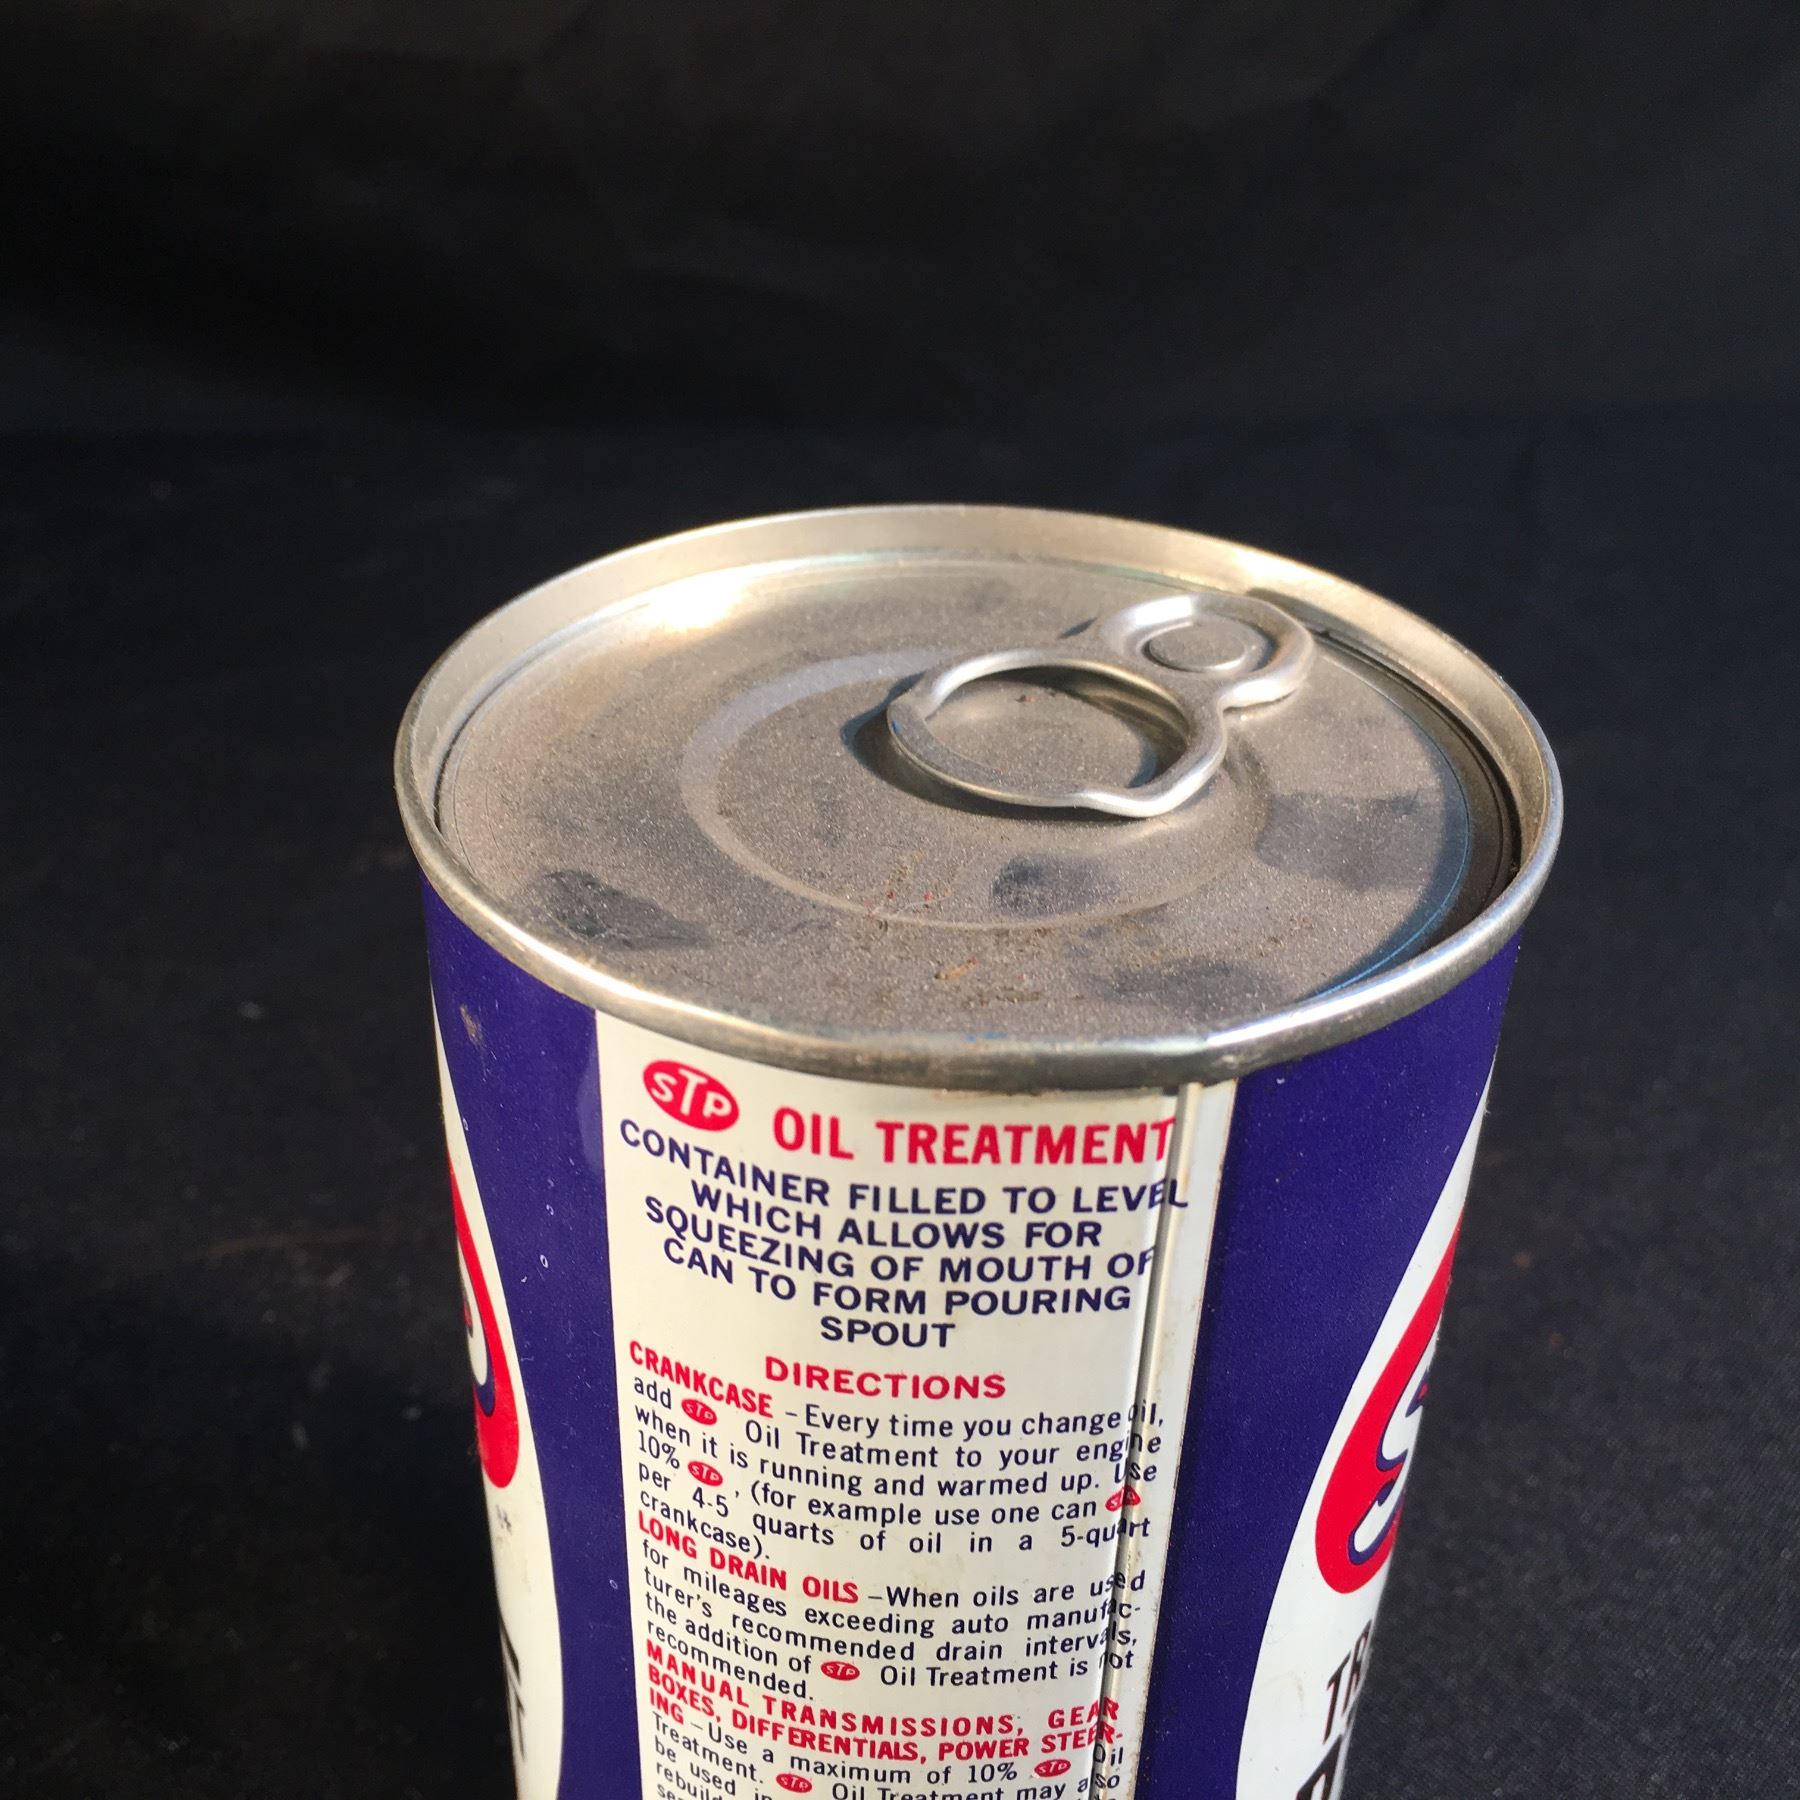 STP OIL TREATMENT
CONTAINER FILLED TO LEVEL
WHICH ALLOWS FOR
SQUEEZING OF MOUTH OF
CAN TO FORM POURING
SPOUT
DIRECTIONS
CRANKCASE – Every time you change oil,
add STP Oil Treatment to your engine
when it is running and warmed up. Use
10% STP, (for example use one can STP
per 4-5 quarts of oil in a 5-quart
crankcase).
LONG DRAIN OILS – When oils are used
for mileages exceeding auto manufac-
turer's recommended drain intervals,
the addition of STP Oil Treatment is not
recommended.
MANUAL TRANSMISSIONS, GEAR
BOXES, DIFFERENTIALS, POWER STEER-
ING – Use a maximum of 10% STP Oil
Treatment. STP Oil Treatment may also
be used in